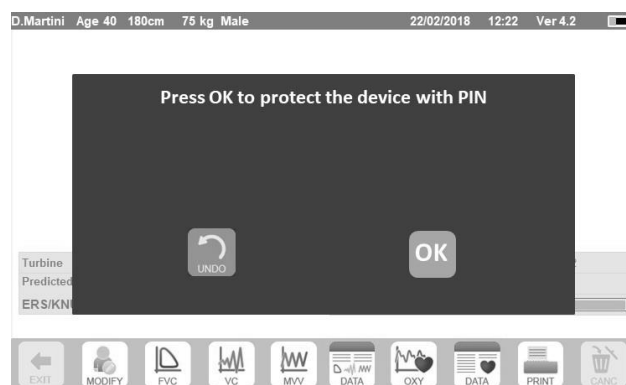 D.Martini Age 40 180cm 75 kg Male 22/02/2018 12:22 Ver 4.2
Press OK to protect the device with PIN
UNDO
OK
Turbine
Predicted
ERS/KNU
EXIT
MODIFY
FVC
VC
MVV
DATA
OXY
DATA
PRINT
CANC